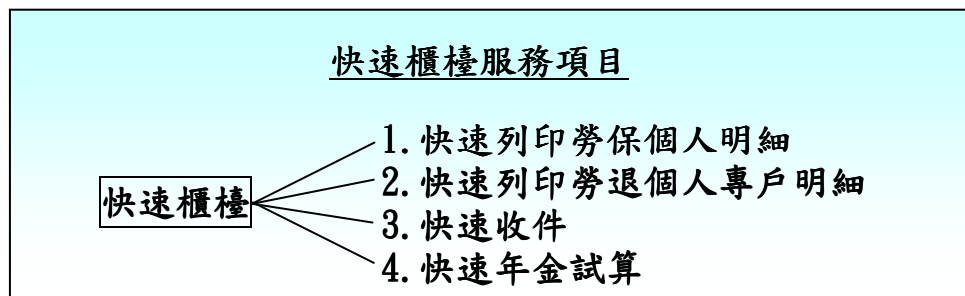 快速櫃檯服務項目
1.快速列印勞保個人明細
2.快速列印勞退個人專戶明細
快速櫃檯
3.快速收件
4.快速年金試算